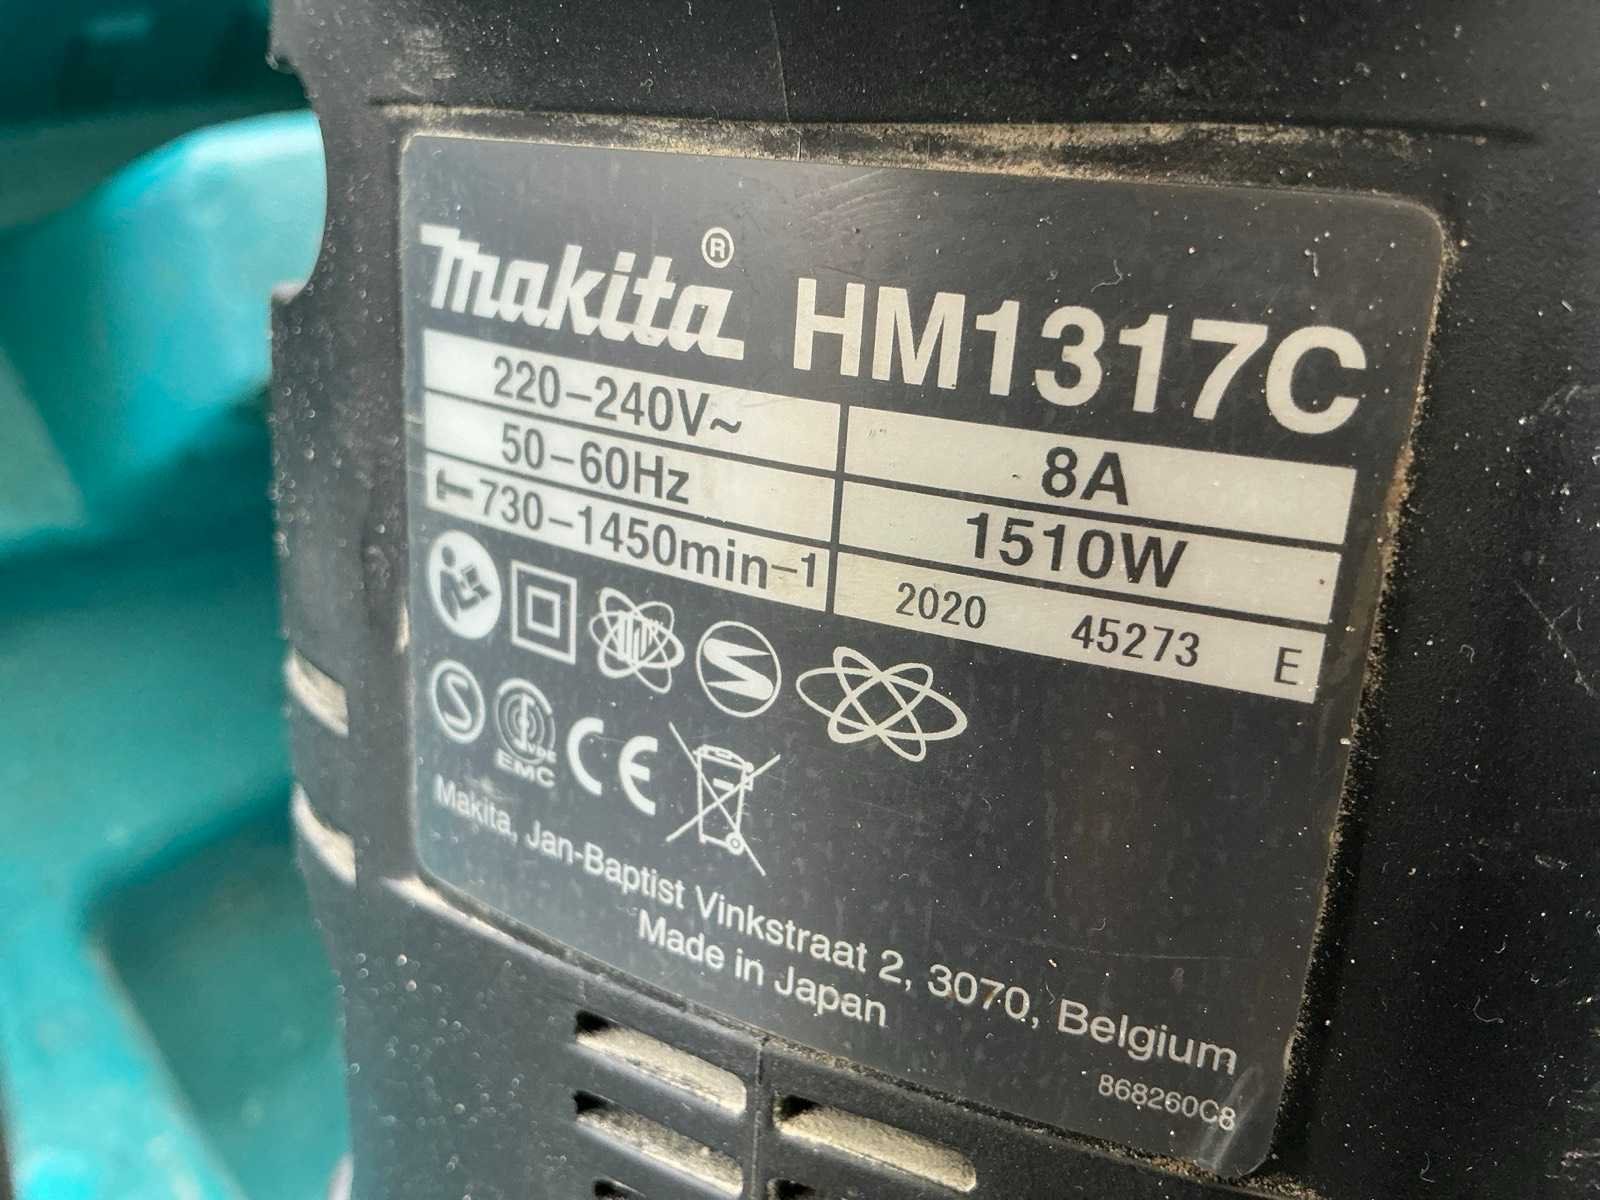 makita® HM1317C
220–240V~ 8A
50–60Hz 1510W
730–1450min–1 2020 45273 E
S VDE EMC CE
Makita, Jan-Baptist Vinkstraat 2, 3070, Belgium
Made in Japan
868260C8